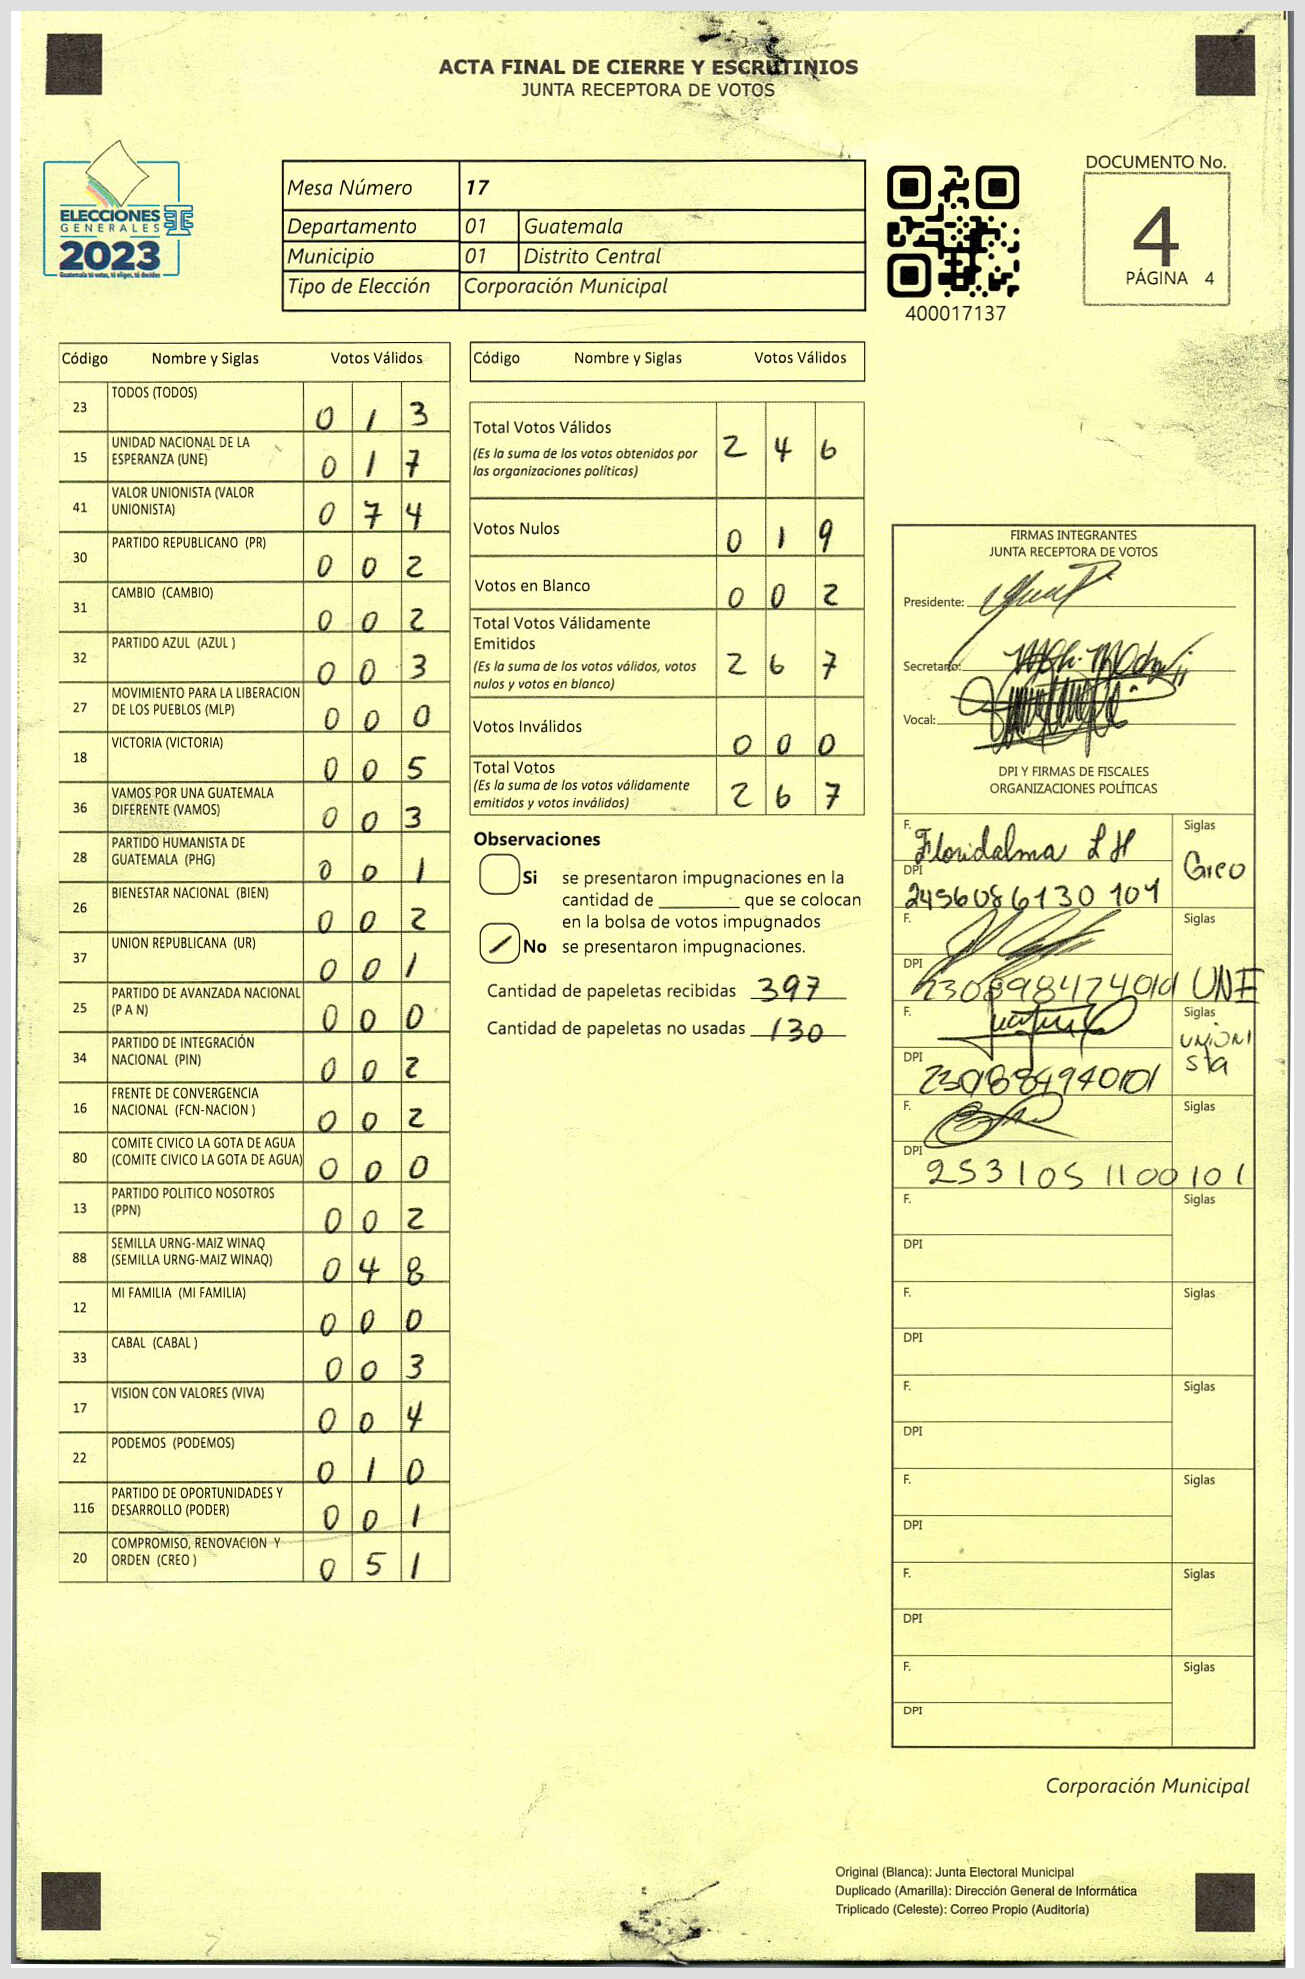 ACTA FINAL DE CIERRE Y ESCRUTINIOS
JUNTA RECEPTORA DE VOTOS
ELECCIONES
GENERALES
2023
Guatemala tú votas, tú eliges, tú decides
Mesa Número 17
Departamento 01 Guatemala
Municipio 01 Distrito Central
Tipo de Elección Corporación Municipal
400017137
DOCUMENTO No.
4
PÁGINA 4
Código Nombre y Siglas Votos Válidos
23 TODOS (TODOS) 0 1 3
15 UNIDAD NACIONAL DE LA
ESPERANZA (UNE) 0 1 7
41 VALOR UNIONISTA (VALOR
UNIONISTA) 0 7 4
30 PARTIDO REPUBLICANO (PR) 0 0 2
31 CAMBIO (CAMBIO) 0 0 2
32 PARTIDO AZUL (AZUL ) 0 0 3
27 MOVIMIENTO PARA LA LIBERACION
DE LOS PUEBLOS (MLP) 0 0 0
18 VICTORIA (VICTORIA) 0 0 5
36 VAMOS POR UNA GUATEMALA
DIFERENTE (VAMOS) 0 0 3
28 PARTIDO HUMANISTA DE
GUATEMALA (PHG) 0 0 1
26 BIENESTAR NACIONAL (BIEN) 0 0 2
37 UNION REPUBLICANA (UR) 0 0 1
25 PARTIDO DE AVANZADA NACIONAL
(P A N) 0 0 0
34 PARTIDO DE INTEGRACIÓN
NACIONAL (PIN) 0 0 2
16 FRENTE DE CONVERGENCIA
NACIONAL (FCN-NACION ) 0 0 2
80 COMITE CIVICO LA GOTA DE AGUA
(COMITE CIVICO LA GOTA DE AGUA) 0 0 0
13 PARTIDO POLITICO NOSOTROS
(PPN) 0 0 2
88 SEMILLA URNG-MAIZ WINAQ
(SEMILLA URNG-MAIZ WINAQ) 0 4 8
12 MI FAMILIA (MI FAMILIA) 0 0 0
33 CABAL (CABAL ) 0 0 3
17 VISION CON VALORES (VIVA) 0 0 4
22 PODEMOS (PODEMOS) 0 1 0
116 PARTIDO DE OPORTUNIDADES Y
DESARROLLO (PODER) 0 0 1
20 COMPROMISO, RENOVACION Y
ORDEN (CREO ) 0 5 1
Código Nombre y Siglas Votos Válidos
Total Votos Válidos 2 4 6
(Es la suma de los votos obtenidos por
las organizaciones políticas)
Votos Nulos 0 1 9
Votos en Blanco 0 0 2
Total Votos Válidamente
Emitidos 2 6 7
(Es la suma de los votos válidos, votos
nulos y votos en blanco)
Votos Inválidos 0 0 0
Total Votos 2 6 7
(Es la suma de los votos válidamente
emitidos y votos inválidos)
Observaciones
Si se presentaron impugnaciones en la
cantidad de ________ que se colocan
en la bolsa de votos impugnados
No se presentaron impugnaciones.
Cantidad de papeletas recibidas 397
Cantidad de papeletas no usadas 130
FIRMAS INTEGRANTES
JUNTA RECEPTORA DE VOTOS
Presidente:
Secretario:
Vocal:
DPI Y FIRMAS DE FISCALES
ORGANIZACIONES POLÍTICAS
F. Floridalma L H Siglas
DPI 2456086130 101
F. Siglas UNE
DPI
F. Siglas
UNIONI
sta
DPI
F. Siglas
DPI 2531051100101
F. Siglas
DPI
F. Siglas
DPI
F. Siglas
DPI
F. Siglas
DPI
F. Siglas
DPI
F. Siglas
DPI
Corporación Municipal
Original (Blanca): Junta Electoral Municipal
Duplicado (Amarilla): Dirección General de Informática
Triplicado (Celeste): Correo Propio (Auditoría)